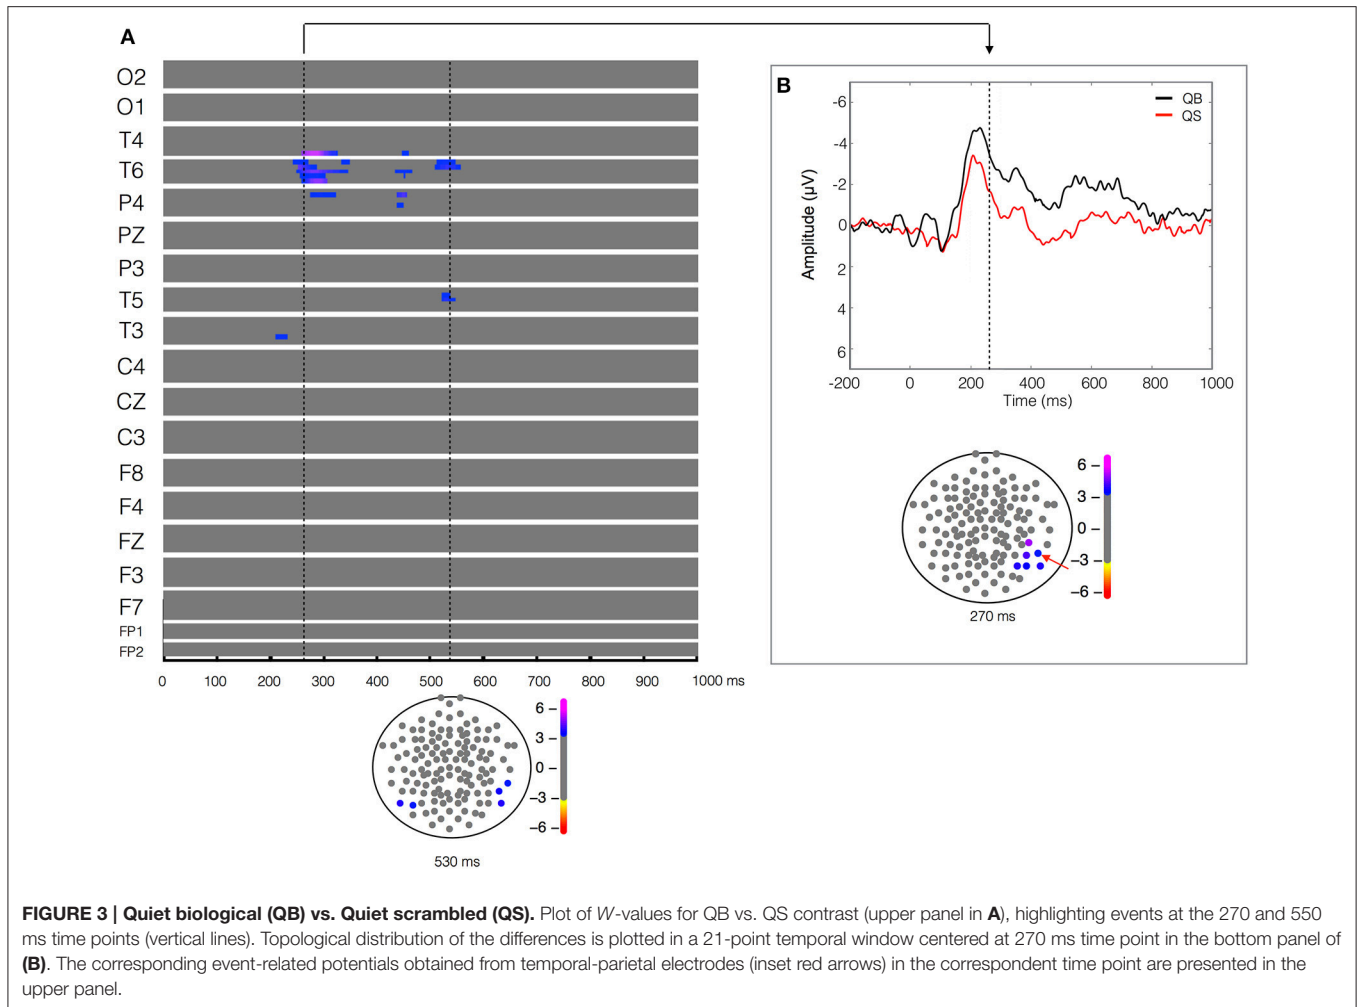 A
O2
O1
T4
T6
P4
PZ
P3
T5
T3
C4
CZ
C3
F8
F4
FZ
F3
F7
FP1
FP2
0 100 200 300 400 500 600 700 800 900 1000 ms
6
3
0
-3
-6
530 ms
B
QB
QS
Amplitude (µV)
-6
-4
-2
0
2
4
6
-200 0 200 400 600 800 1000
Time (ms)
6
3
0
-3
-6
270 ms
FIGURE 3 | Quiet biological (QB) vs. Quiet scrambled (QS). Plot of W-values for QB vs. QS contrast (upper panel in A), highlighting events at the 270 and 550
ms time points (vertical lines). Topological distribution of the differences is plotted in a 21-point temporal window centered at 270 ms time point in the bottom panel of
(B). The corresponding event-related potentials obtained from temporal-parietal electrodes (inset red arrows) in the correspondent time point are presented in the
upper panel.